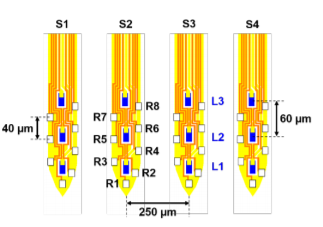 S1 S2 S3 S4
R8 L3
R7
40 µm R6 60 µm
R5 L2
R4
R3 L1
R2
R1
250 µm